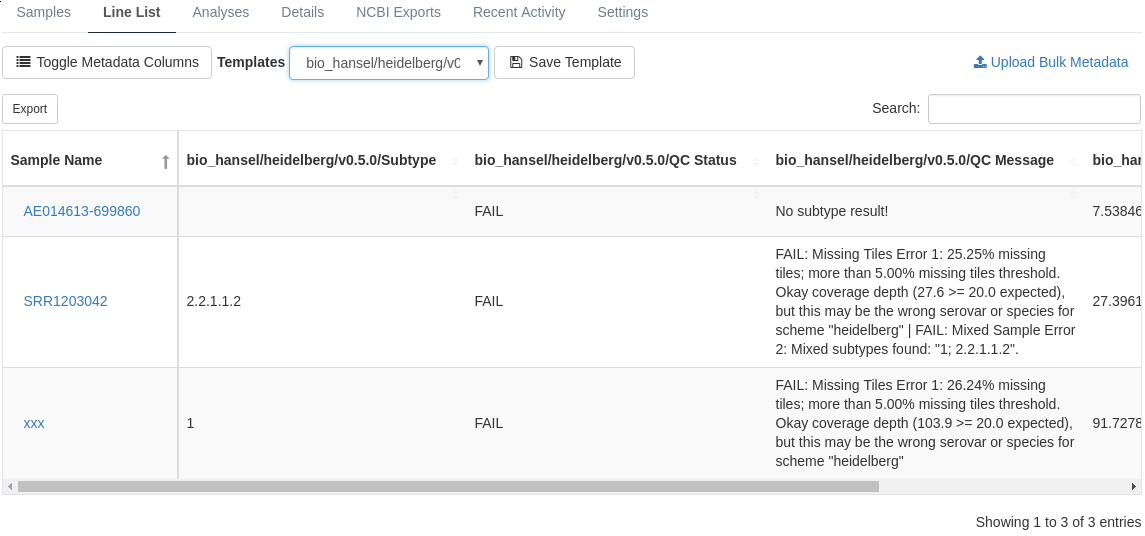 Samples Line List Analyses Details NCBI Exports Recent Activity Settings
Toggle Metadata Columns Templates bio_hansel/heidelberg/v0 Save Template Upload Bulk Metadata
Export Search:
Sample Name bio_hansel/heidelberg/v0.5.0/Subtype bio_hansel/heidelberg/v0.5.0/QC Status bio_hansel/heidelberg/v0.5.0/QC Message bio_han
AE014613-699860 FAIL No subtype result! 7.53846
SRR1203042 2.2.1.1.2 FAIL
FAIL: Missing Tiles Error 1: 25.25% missing
tiles; more than 5.00% missing tiles threshold.
Okay coverage depth (27.6 >= 20.0 expected),
but this may be the wrong serovar or species for
scheme "heidelberg" | FAIL: Mixed Sample Error
2: Mixed subtypes found: "1; 2.2.1.1.2".
27.3961
xxx 1 FAIL
FAIL: Missing Tiles Error 1: 26.24% missing
tiles; more than 5.00% missing tiles threshold.
Okay coverage depth (103.9 >= 20.0 expected),
but this may be the wrong serovar or species for
scheme "heidelberg"
91.7278
Showing 1 to 3 of 3 entries